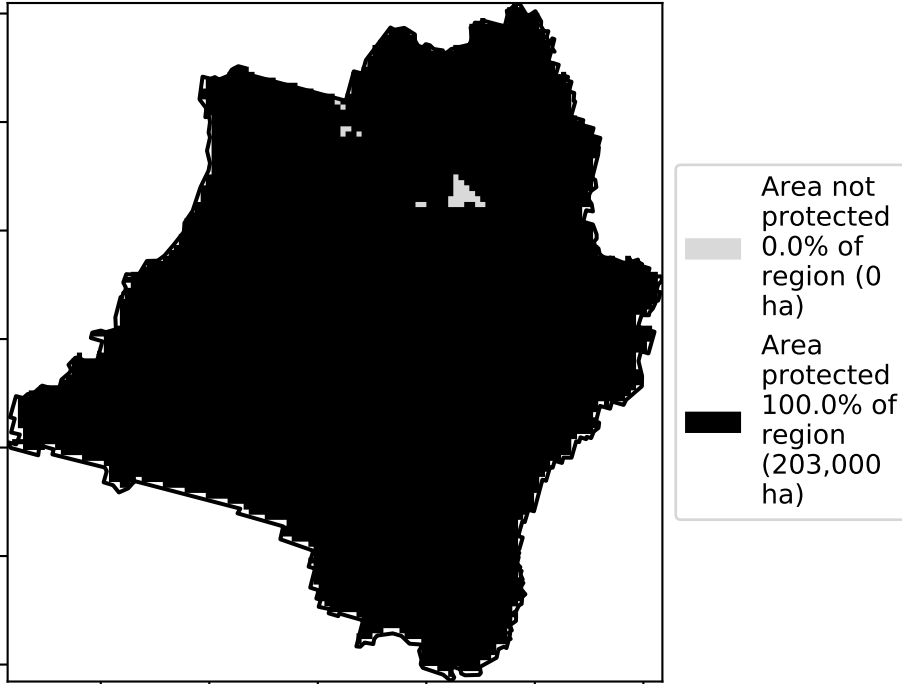 Area not
protected
0.0% of
region (0
ha)
Area
protected
100.0% of
region
(203,000
ha)